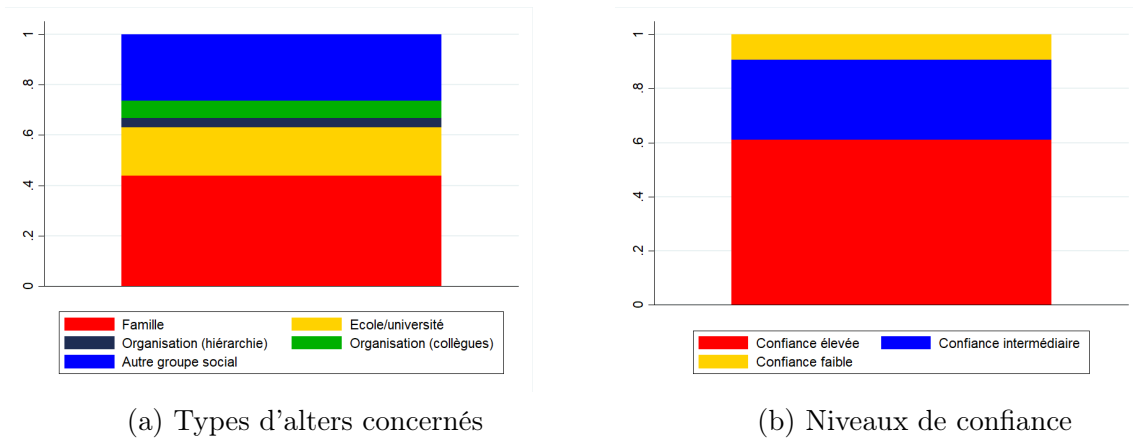 1
.8
.6
.4
.2
0
Famille
Ecole/université
Organisation (hiérarchie)
Organisation (collègues)
Autre groupe social
(a) Types d'alters concernés
1
.8
.6
.4
.2
0
Confiance élevée
Confiance intermédiaire
Confiance faible
(b) Niveaux de confiance